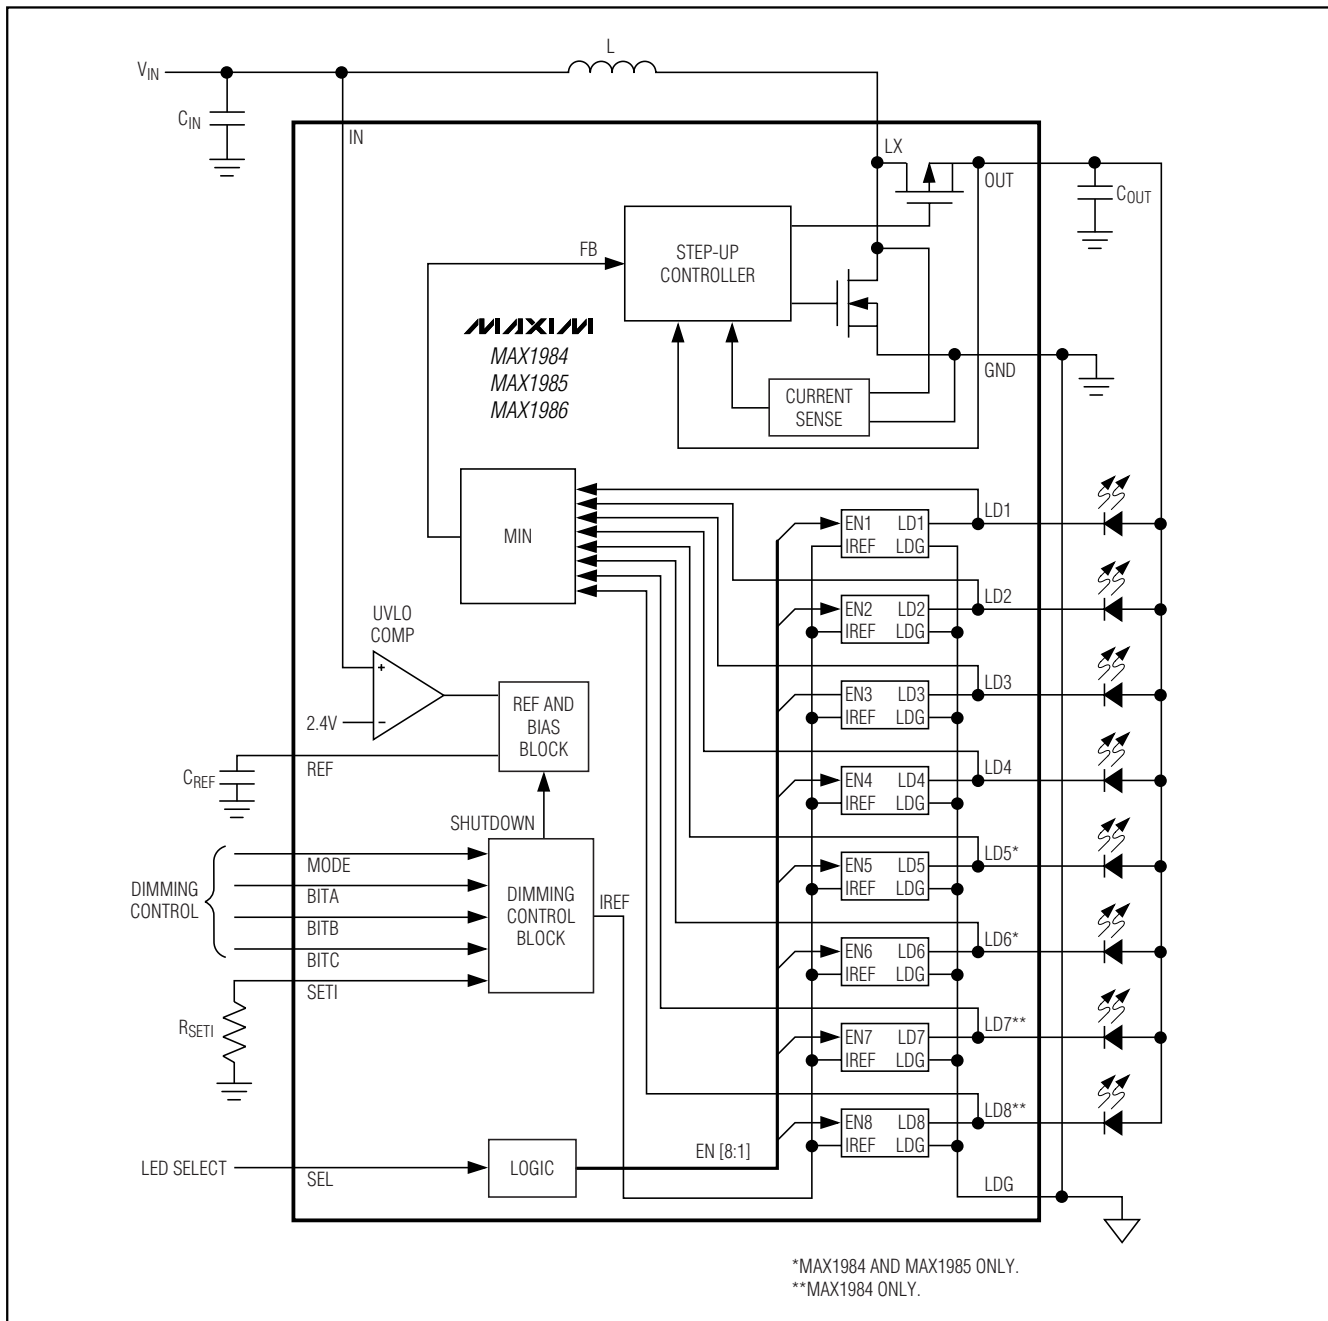 L
VIN
CIN
IN
LX
OUT
COUT
FB
STEP-UP
CONTROLLER
MAXIM
MAX1984
MAX1985
MAX1986
GND
CURRENT
SENSE
MIN
LD1
EN1 LD1
IREF LDG
LD2
EN2 LD2
IREF LDG
UVLO
COMP
+
LD3
EN3 LD3
IREF LDG
REF AND
BIAS
BLOCK
2.4V
−
REF
CREF
LD4
EN4 LD4
IREF LDG
SHUTDOWN
DIMMING
CONTROL
MODE
BITA
BITB
BITC
SETI
DIMMING
CONTROL
BLOCK
IREF
RSETI
LD5*
EN5 LD5
IREF LDG
LD6*
EN6 LD6
IREF LDG
LD7**
EN7 LD7
IREF LDG
LD8**
EN8 LD8
IREF LDG
LED SELECT
SEL
LOGIC
EN [8:1]
LDG
*MAX1984 AND MAX1985 ONLY.
**MAX1984 ONLY.